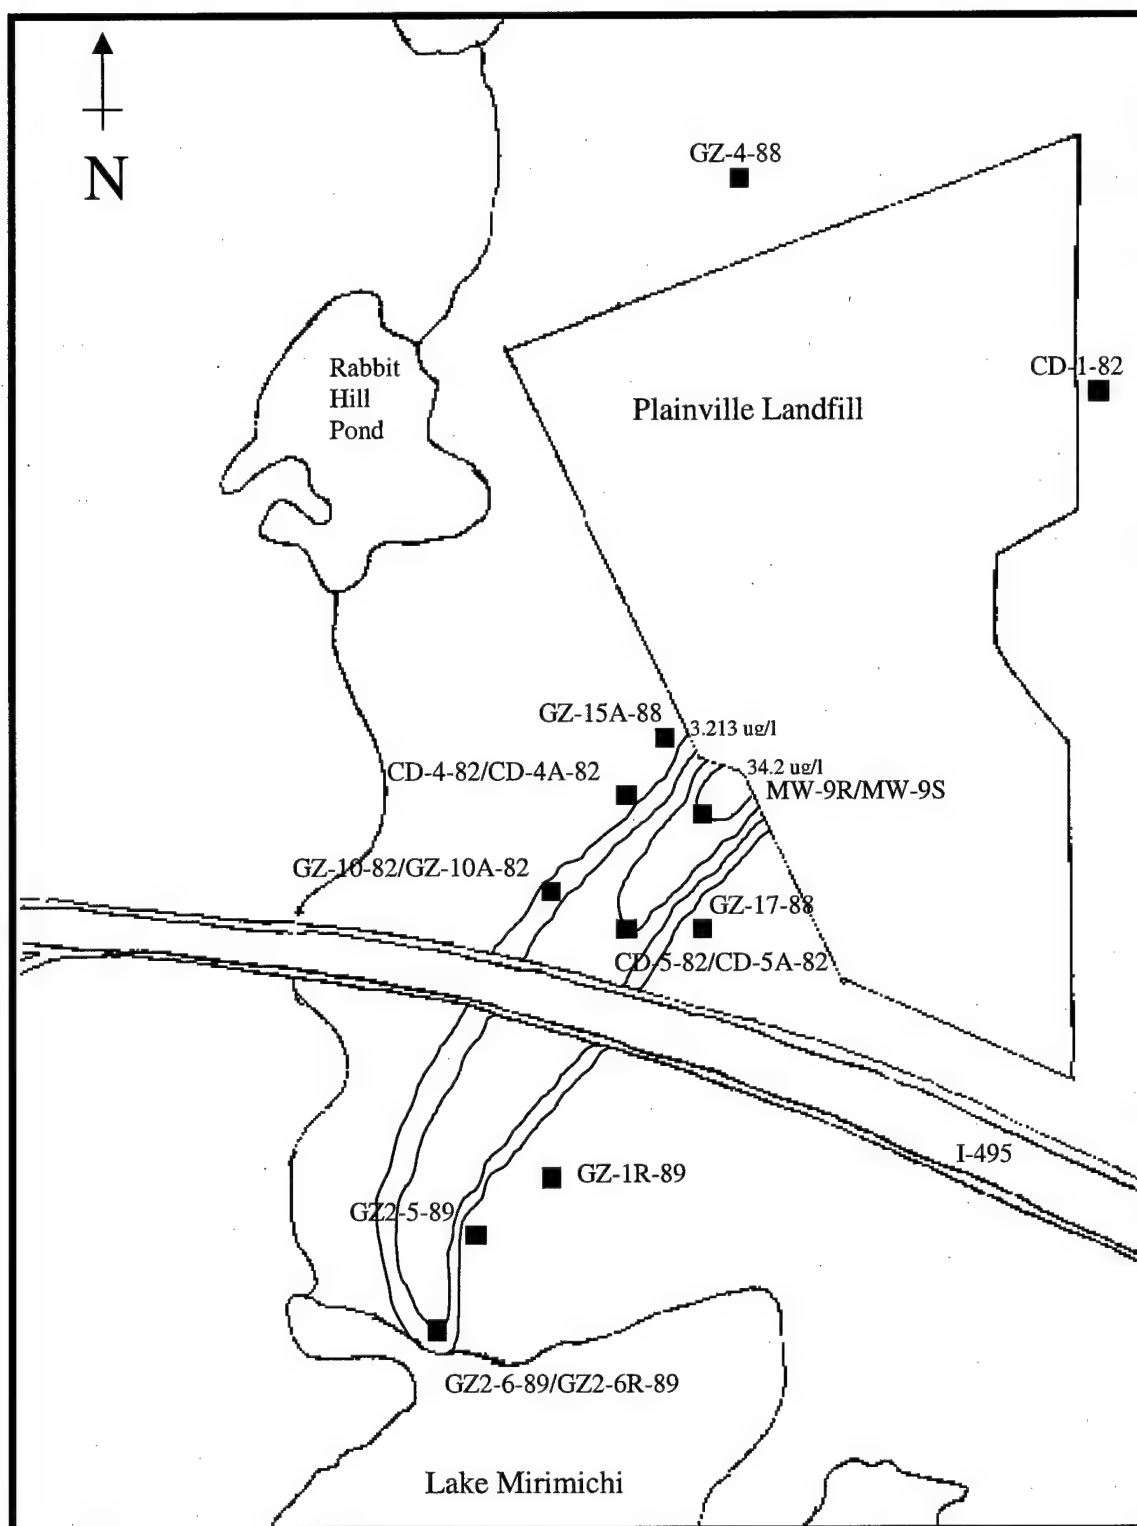 N
GZ-4-88
CD-1-82
Rabbit
Hill
Pond
Plainville Landfill
GZ-15A-88
3.213 ug/l
34.2 ug/l
CD-4-82/CD-4A-82
MW-9R/MW-9S
GZ-10-82/GZ-10A-82
GZ-17-88
CD-5-82/CD-5A-82
I-495
GZ-1R-89
GZ2-5-89
GZ2-6-89/GZ2-6R-89
Lake Mirimichi